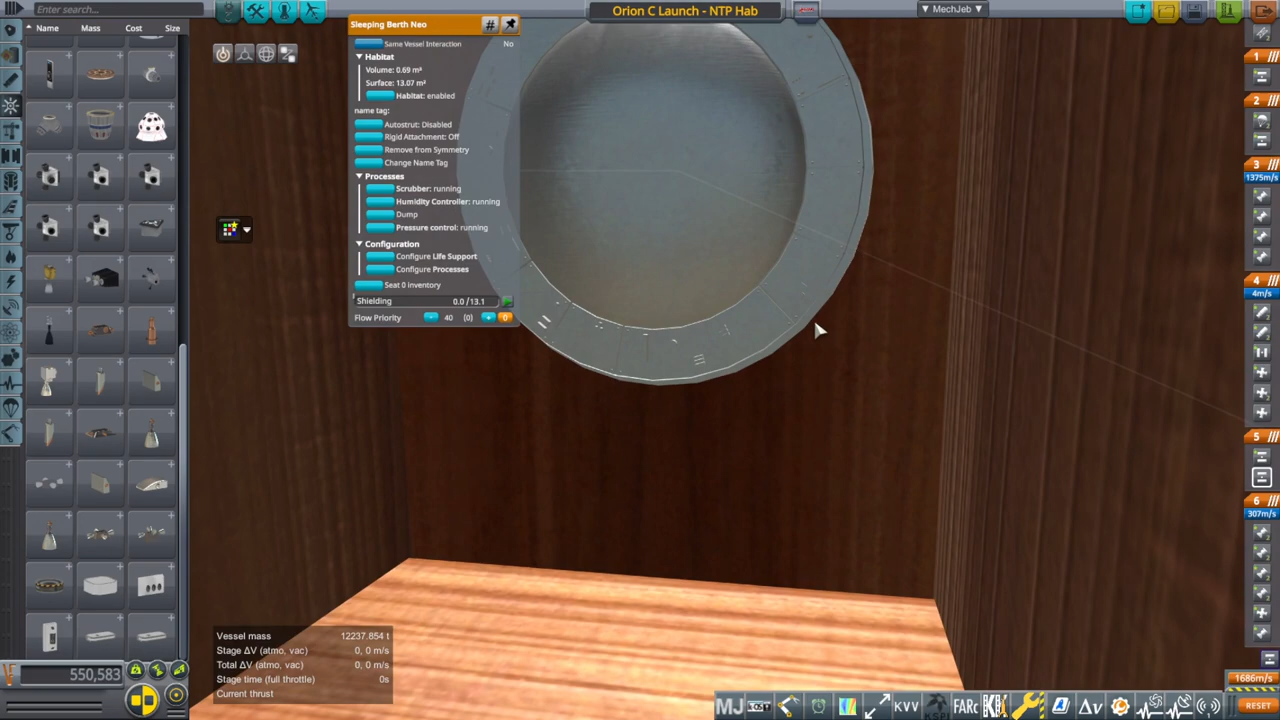 Enter search...
Orion C Launch - NTP Hab
▼ MechJeb ▼
Name Mass Cost Size
Sleeping Berth Neo #
Same Vessel Interaction No
Habitat
Volume: 0.69 m³
Surface: 13.07 m²
Habitat: enabled
name tag:
Autostrut: Disabled
Rigid Attachment: Off
Remove from Symmetry
Change Name Tag
Processes
Scrubber: running
Humidity Controller: running
Dump
Pressure control: running
Configuration
Configure Life Support
Configure Processes
Seat 0 inventory
Shielding 0.0 /13.1
Flow Priority - 40 (0) + 0
1
2
3
1375m/s
4
4m/s
5
6
307m/s
Vessel mass 12237.854 t
Stage ΔV (atmo, vac) 0, 0 m/s
Total ΔV (atmo, vac) 0, 0 m/s
Stage time (full throttle) 0s
Current thrust
550,583
MJ KVV FARc Δv
1686m/s
RESET